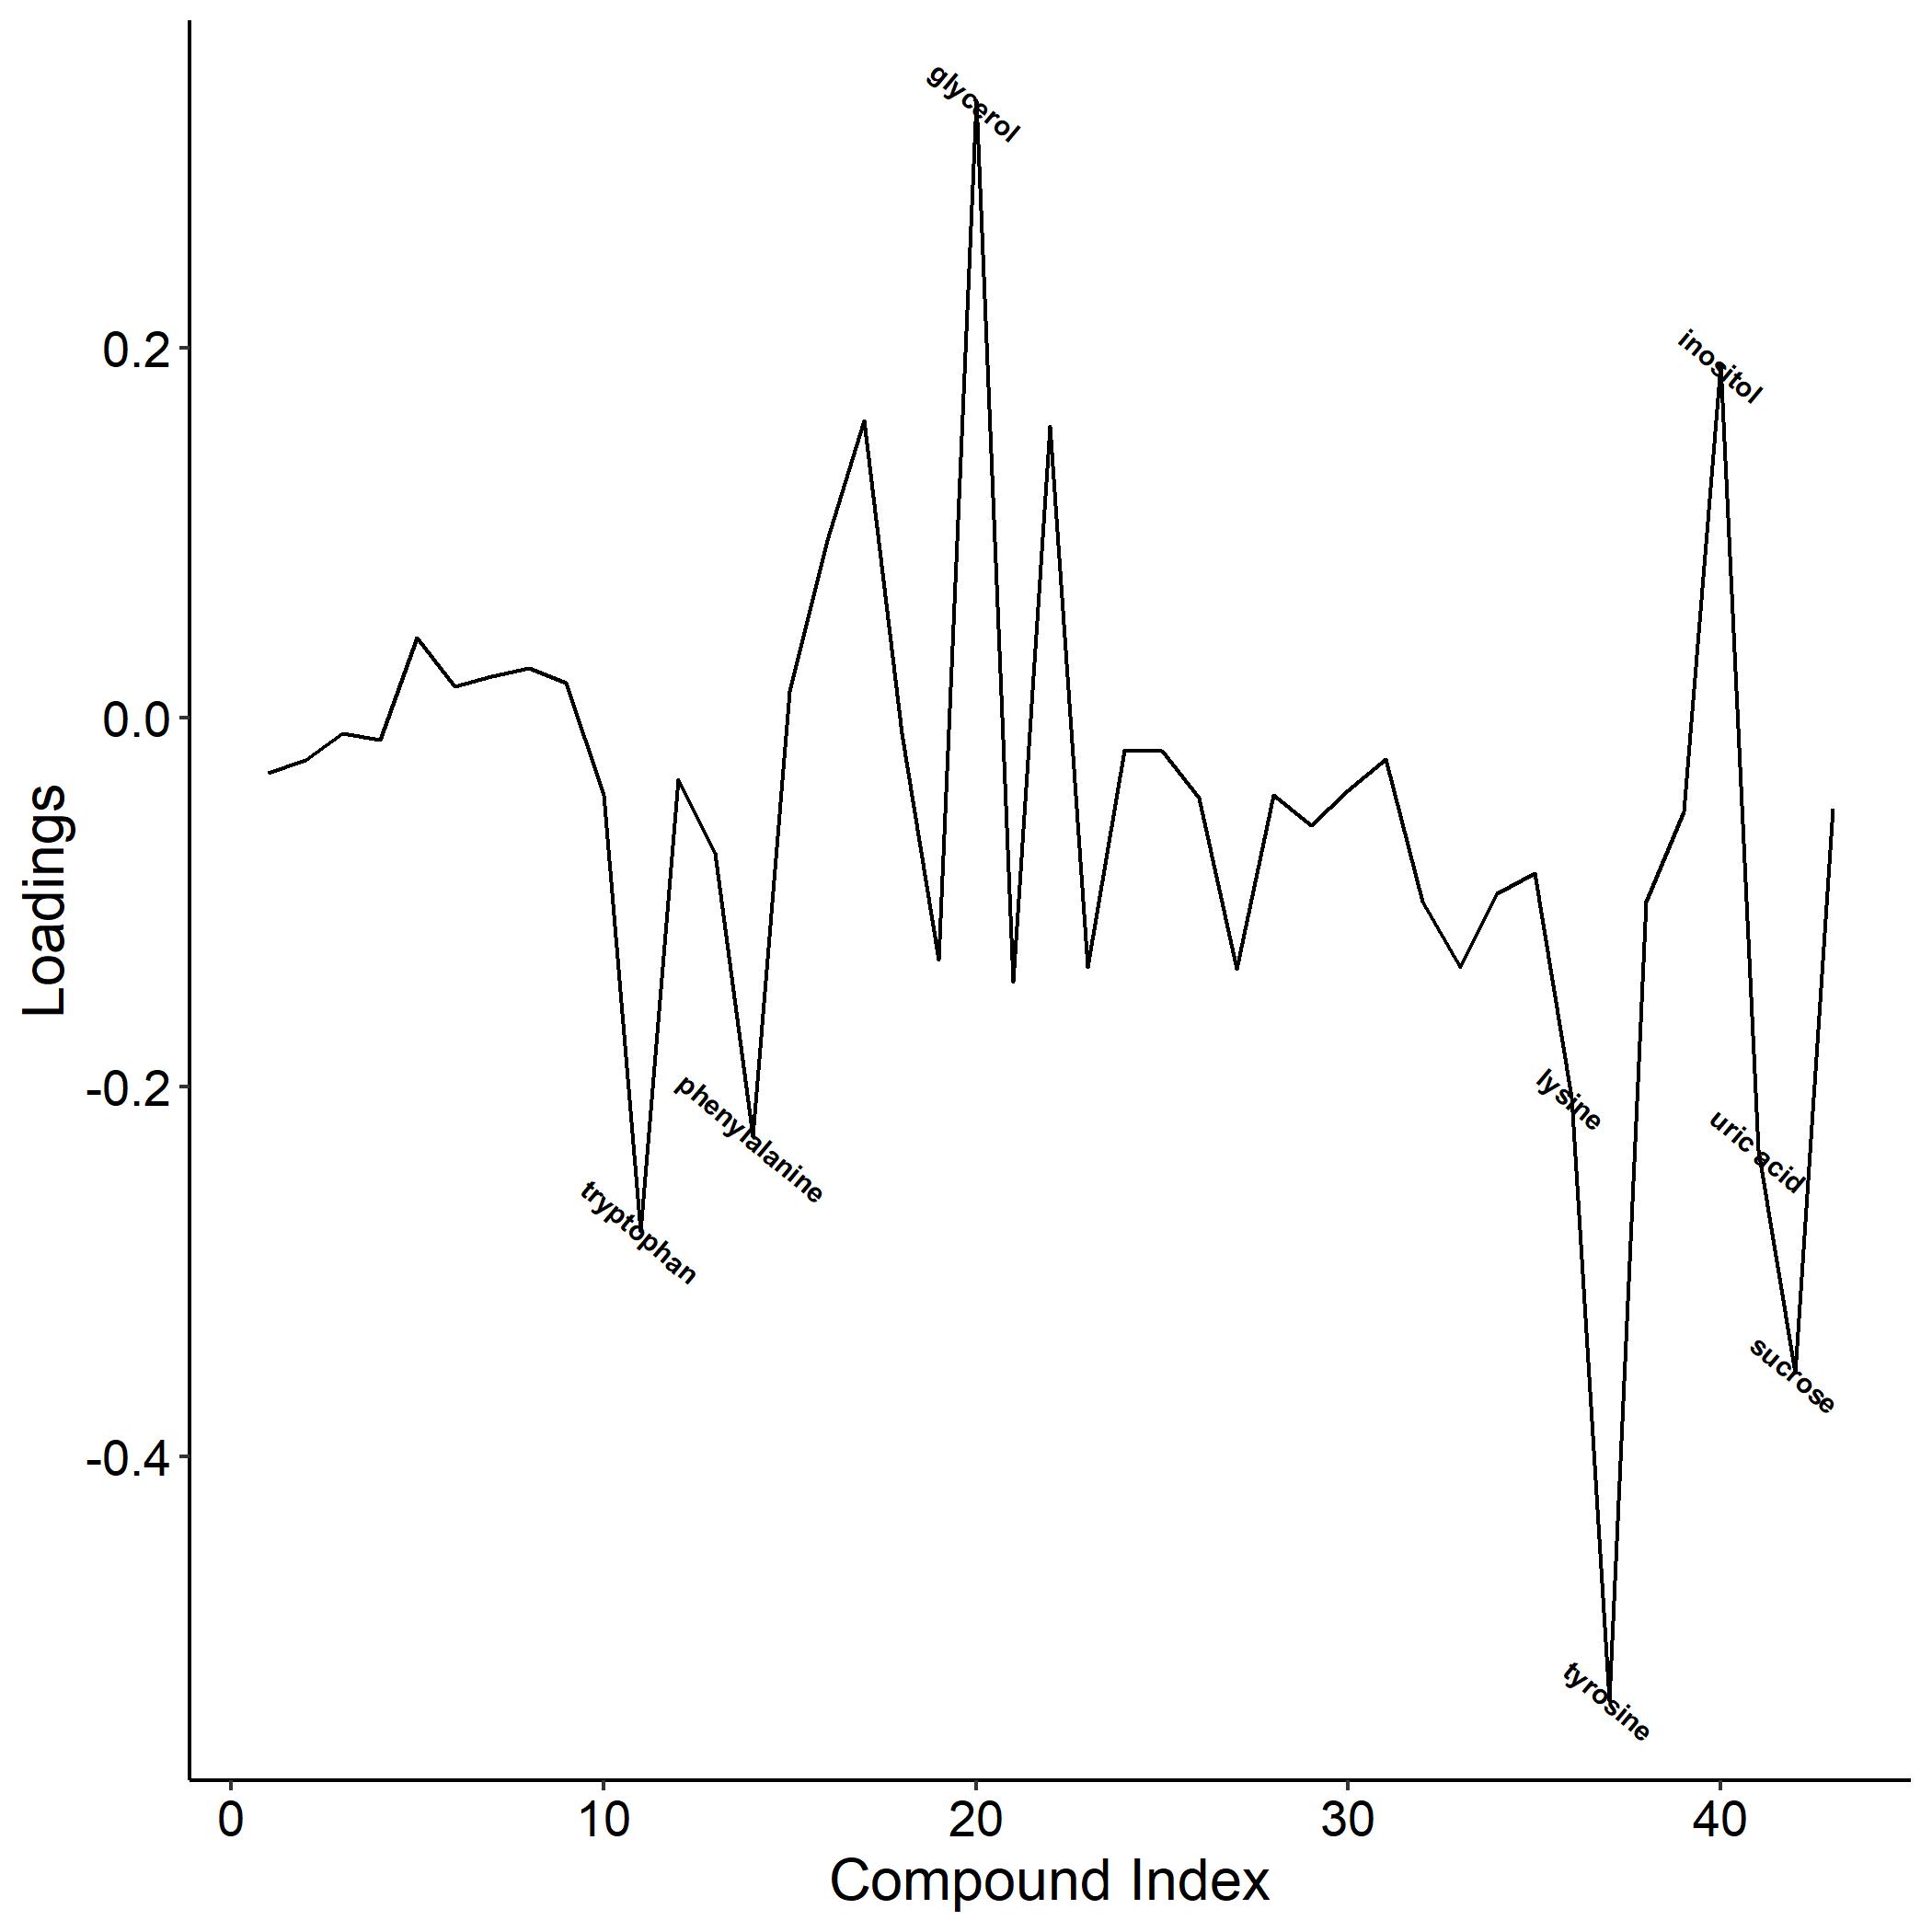 glycerol
0.2
inositol
0.0
Loadings
-0.2
lysine
phenylalanine
uric acid
tryptophan
sucrose
-0.4
tyrosine
0
10
20
30
40
Compound Index